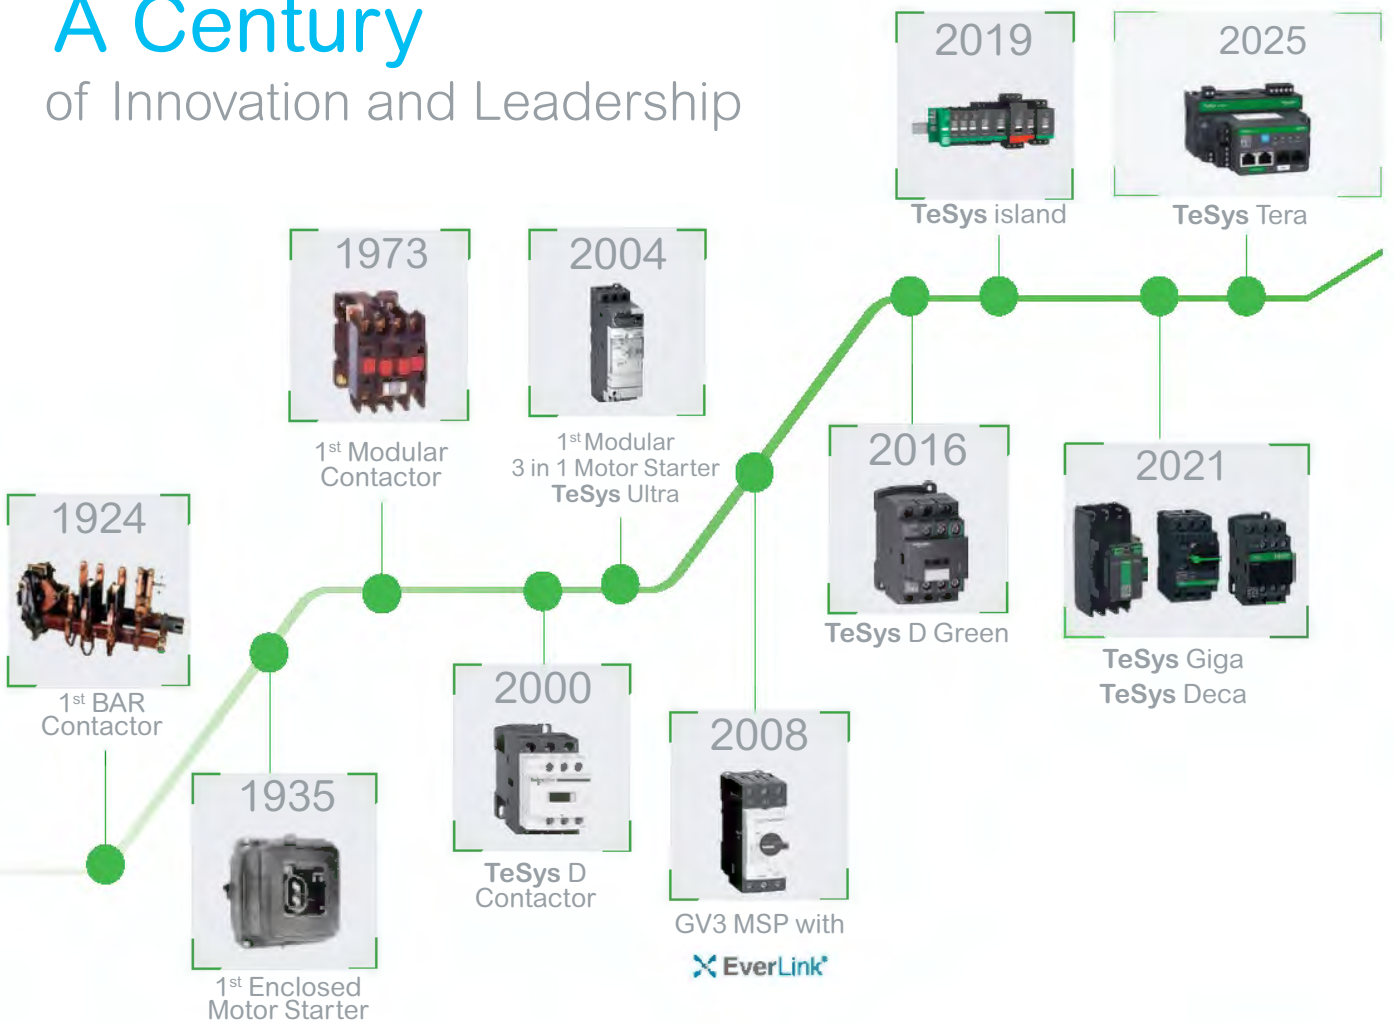 A Century
of Innovation and Leadership
1924
1st BAR
Contactor
1935
1st Enclosed
Motor Starter
1973
1st Modular
Contactor
2000
TeSys D
Contactor
2004
1st Modular
3 in 1 Motor Starter
TeSys Ultra
2008
GV3 MSP with
EverLink®
2016
TeSys D Green
2019
TeSys island
2021
TeSys Giga
TeSys Deca
2025
TeSys Tera